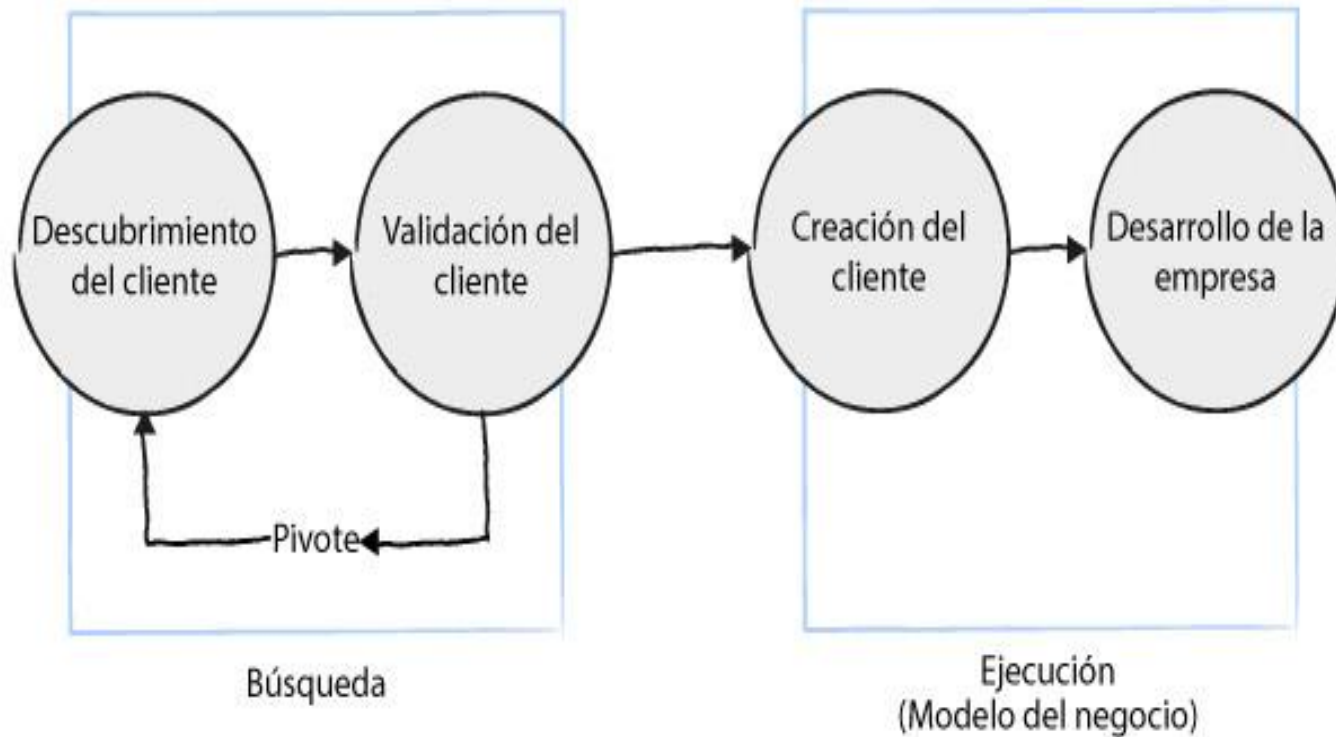 Descubrimiento
del cliente
Validación del
cliente
Creación del
cliente
Desarrollo de la
empresa
Pivote
Búsqueda
Ejecución
(Modelo del negocio)